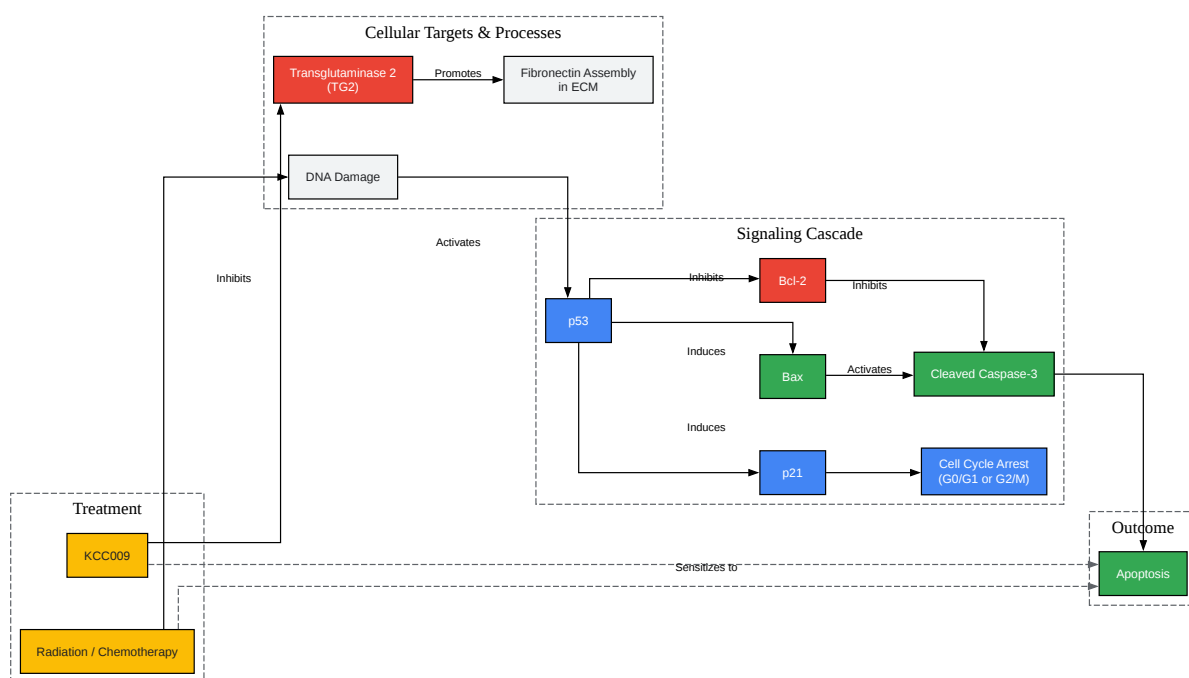 Cellular Targets & Processes
Transglutaminase 2
(TG2)
Promotes
Fibronectin Assembly
in ECM
DNA Damage
Activates
Inhibits
Signaling Cascade
Inhibits
Bcl-2
Inhibits
p53
Induces
Bax
Activates
Cleaved Caspase-3
Induces
p21
Cell Cycle Arrest
(G0/G1 or G2/M)
Treatment
KCC009
Radiation / Chemotherapy
Sensitizes to
Outcome
Apoptosis